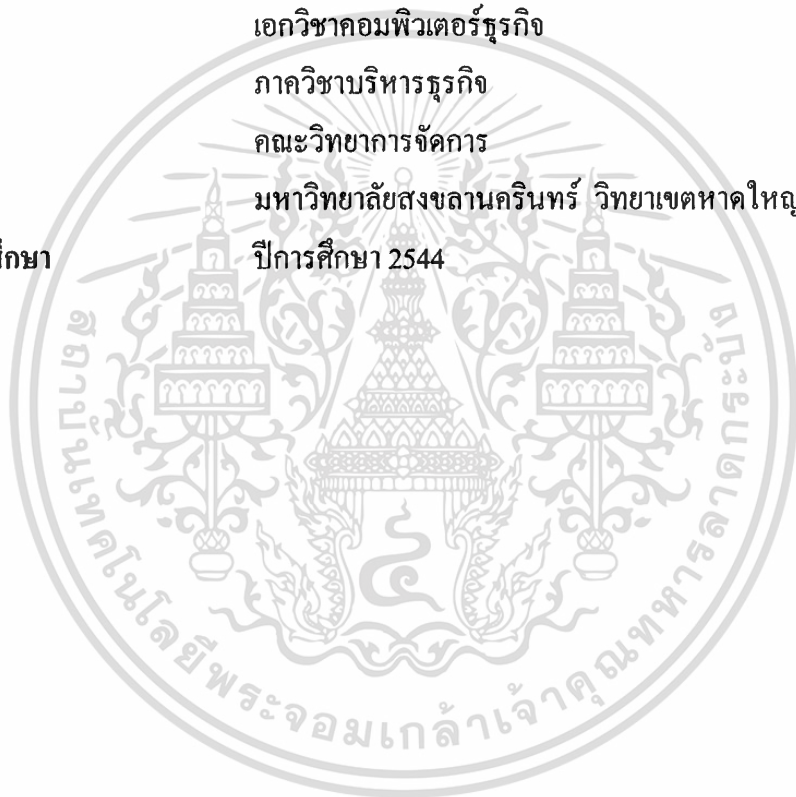 เอกวิชาคอมพิวเตอร์ธุรกิจ
ภาควิชาบริหารธุรกิจ
คณะวิทยาการจัดการ
มหาวิทยาลัยสงขลานครินทร์ วิทยาเขตหาดใหญ
ศึกษา ปีการศึกษา 2544
สถาบันเทคโนโลยีพระจอมเกล้าเจ้าคุณทหารลาดกระบัง